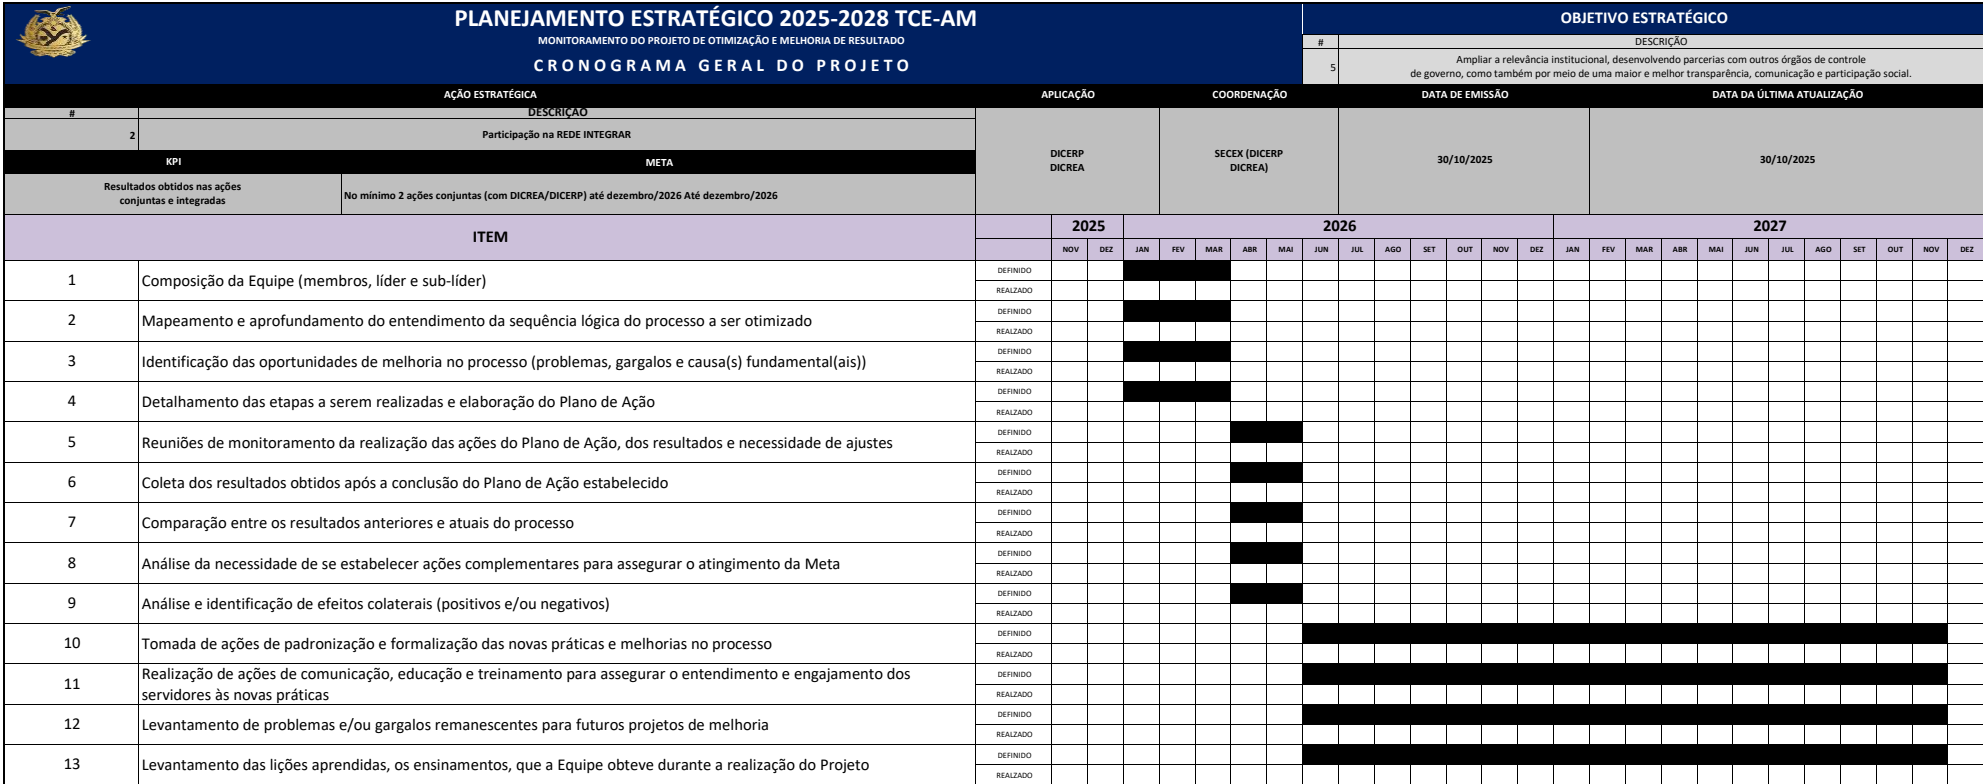 PLANEJAMENTO ESTRATÉGICO 2025-2028 TCE-AM
MONITORAMENTO DO PROJETO DE OTIMIZAÇÃO E MELHORIA DE RESULTADO
CRONOGRAMA GERAL DO PROJETO
OBJETIVO ESTRATÉGICO
# DESCRIÇÃO
5 Ampliar a relevância institucional, desenvolvendo parcerias com outros órgãos de controle
de governo, como também por meio de uma maior e melhor transparência, comunicação e participação social.
AÇÃO ESTRATÉGICA APLICAÇÃO COORDENAÇÃO DATA DE EMISSÃO DATA DA ÚLTIMA ATUALIZAÇÃO
# DESCRIÇÃO
2 Participação na REDE INTEGRAR
DICERP
DICREA
SECEX (DICERP
DICREA)
30/10/2025
30/10/2025
KPI META
Resultados obtidos nas ações
conjuntas e integradas
No mínimo 2 ações conjuntas (com DICREA/DICERP) até dezembro/2026 Até dezembro/2026
ITEM
2025 2026 2027
NOV DEZ JAN FEV MAR ABR MAI JUN JUL AGO SET OUT NOV DEZ JAN FEV MAR ABR MAI JUN JUL AGO SET OUT NOV DEZ
1 Composição da Equipe (membros, líder e sub-líder)
DEFINIDO
REALZADO
2 Mapeamento e aprofundamento do entendimento da sequência lógica do processo a ser otimizado
DEFINIDO
REALZADO
3 Identificação das oportunidades de melhoria no processo (problemas, gargalos e causa(s) fundamental(ais))
DEFINIDO
REALZADO
4 Detalhamento das etapas a serem realizadas e elaboração do Plano de Ação
DEFINIDO
REALZADO
5 Reuniões de monitoramento da realização das ações do Plano de Ação, dos resultados e necessidade de ajustes
DEFINIDO
REALZADO
6 Coleta dos resultados obtidos após a conclusão do Plano de Ação estabelecido
DEFINIDO
REALZADO
7 Comparação entre os resultados anteriores e atuais do processo
DEFINIDO
REALZADO
8 Análise da necessidade de se estabelecer ações complementares para assegurar o atingimento da Meta
DEFINIDO
REALZADO
9 Análise e identificação de efeitos colaterais (positivos e/ou negativos)
DEFINIDO
REALZADO
10 Tomada de ações de padronização e formalização das novas práticas e melhorias no processo
DEFINIDO
REALZADO
11 Realização de ações de comunicação, educação e treinamento para assegurar o entendimento e engajamento dos
servidores às novas práticas
DEFINIDO
REALZADO
12 Levantamento de problemas e/ou gargalos remanescentes para futuros projetos de melhoria
DEFINIDO
REALZADO
13 Levantamento das lições aprendidas, os ensinamentos, que a Equipe obteve durante a realização do Projeto
DEFINIDO
REALZADO